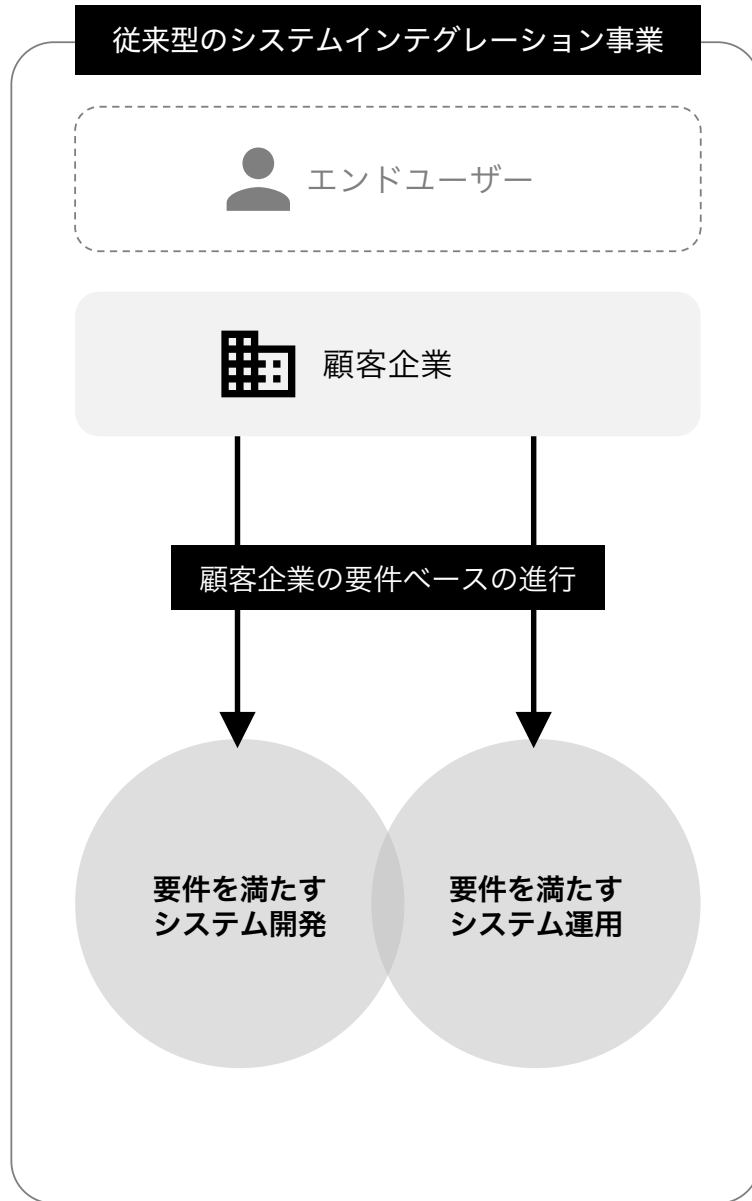 従来型のシステムインテグレーション事業
エンドユーザー
顧客企業
顧客企業の要件ベースの進行
要件を満たす
システム開発
要件を満たす
システム運用